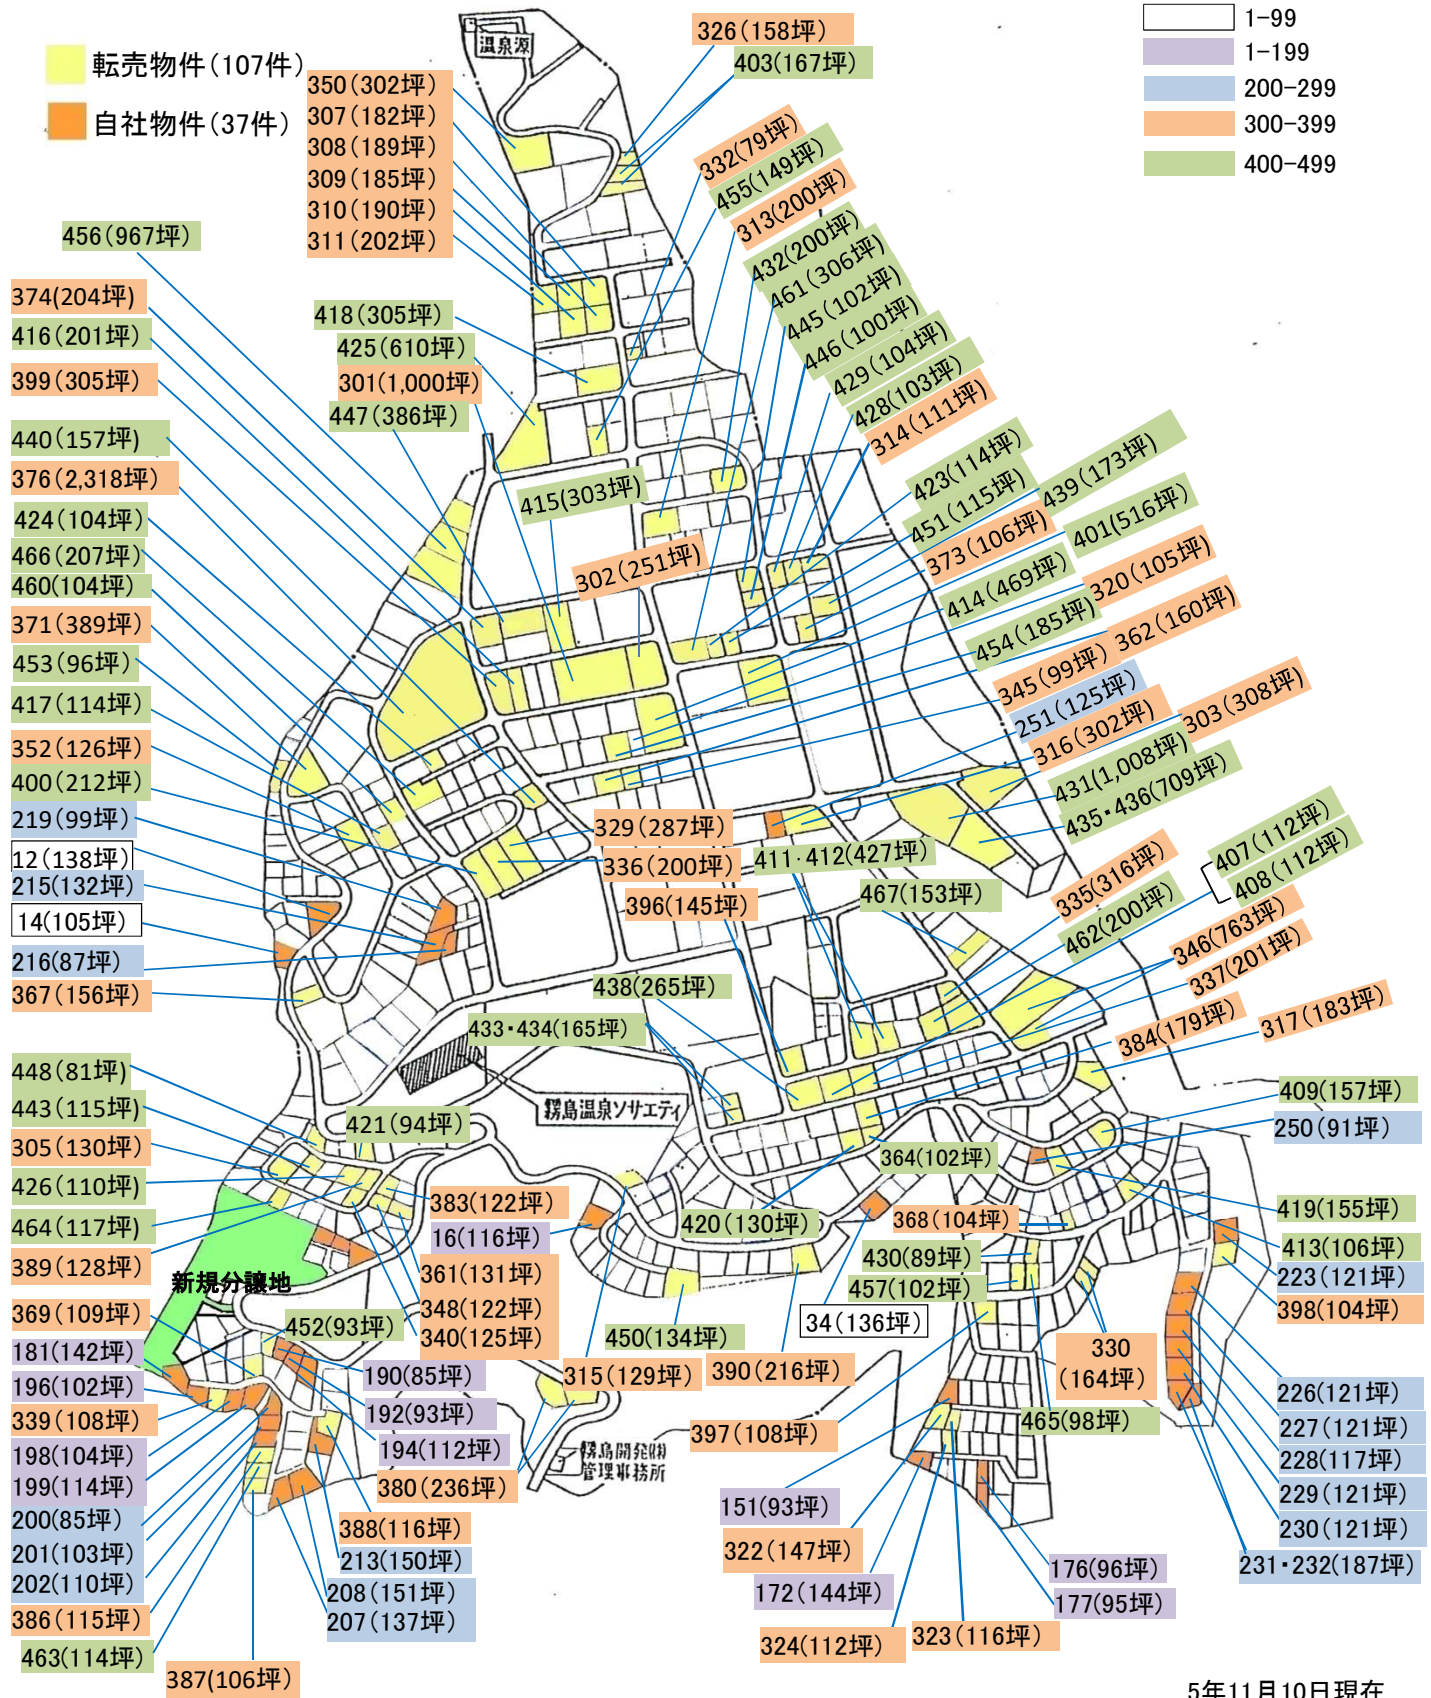 転売物件(107件)
自社物件(37件)
1-99
1-199
200-299
300-399
400-499
温泉源
326(158坪)
403(167坪)
350(302坪)
307(182坪)
308(189坪)
309(185坪)
310(190坪)
311(202坪)
332(79坪)
455(149坪)
313(200坪)
432(200坪)
461(306坪)
445(102坪)
446(100坪)
429(104坪)
428(103坪)
314(111坪)
456(967坪)
374(204坪)
416(201坪)
399(305坪)
440(157坪)
376(2,318坪)
424(104坪)
466(207坪)
460(104坪)
371(389坪)
453(96坪)
417(114坪)
352(126坪)
400(212坪)
219(99坪)
12(138坪)
215(132坪)
14(105坪)
216(87坪)
367(156坪)
418(305坪)
425(610坪)
301(1,000坪)
447(386坪)
415(303坪)
302(251坪)
423(114坪)
451(115坪)
439(173坪)
373(106坪)
401(516坪)
414(469坪)
320(105坪)
454(185坪)
362(160坪)
345(99坪)
251(125坪)
316(302坪)
303(308坪)
431(1,008坪)
435・436(709坪)
329(287坪)
336(200坪)
411・412(427坪)
396(145坪)
467(153坪)
335(316坪)
407(112坪)
408(112坪)
462(200坪)
346(763坪)
337(201坪)
384(179坪)
317(183坪)
438(265坪)
433・434(165坪)
霧島温泉ソサエティ
448(81坪)
443(115坪)
305(130坪)
426(110坪)
464(117坪)
389(128坪)
421(94坪)
409(157坪)
250(91坪)
364(102坪)
383(122坪)
16(116坪)
420(130坪)
368(104坪)
419(155坪)
413(106坪)
223(121坪)
398(104坪)
430(89坪)
457(102坪)
361(131坪)
348(122坪)
340(125坪)
新規分譲地
369(109坪)
452(93坪)
450(134坪)
34(136坪)
330
(164坪)
181(142坪)
196(102坪)
339(108坪)
198(104坪)
199(114坪)
200(85坪)
201(103坪)
202(110坪)
386(115坪)
463(114坪)
387(106坪)
190(85坪)
192(93坪)
194(112坪)
315(129坪)
390(216坪)
380(236坪)
388(116坪)
213(150坪)
208(151坪)
207(137坪)
霧島開発㈱
管理事務所
397(108坪)
465(98坪)
226(121坪)
227(121坪)
228(117坪)
229(121坪)
230(121坪)
231・232(187坪)
151(93坪)
322(147坪)
172(144坪)
176(96坪)
177(95坪)
324(112坪)
323(116坪)
5年11月10日現在